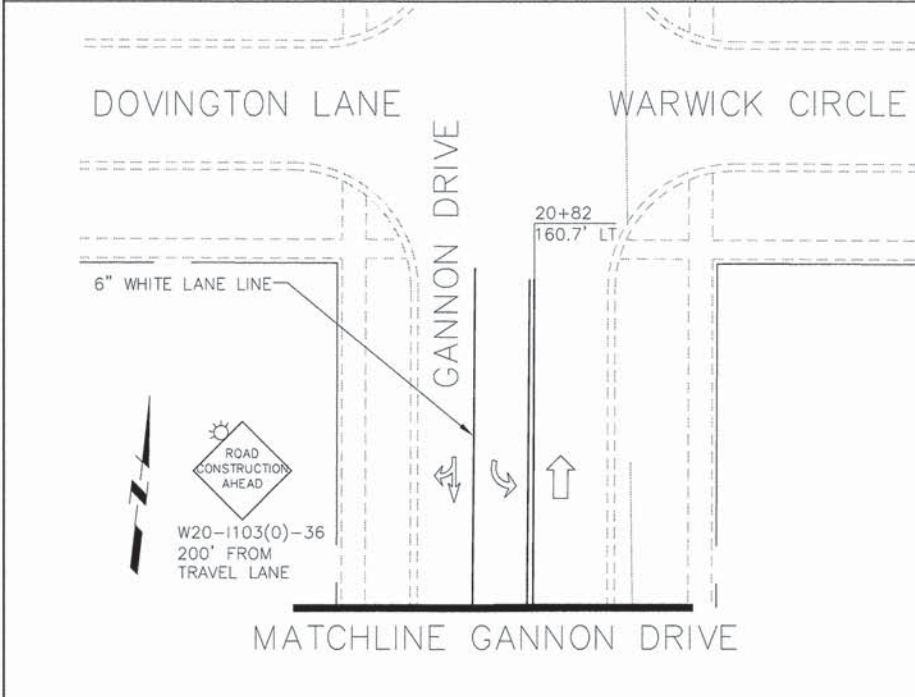 DOVINGTON LANE
WARWICK CIRCLE
GANNON DRIVE
20+82
160.7' LT
6" WHITE LANE LINE
ROAD
CONSTRUCTION
AHEAD
W20-I103(0)-36
200' FROM
TRAVEL LANE
MATCHLINE GANNON DRIVE